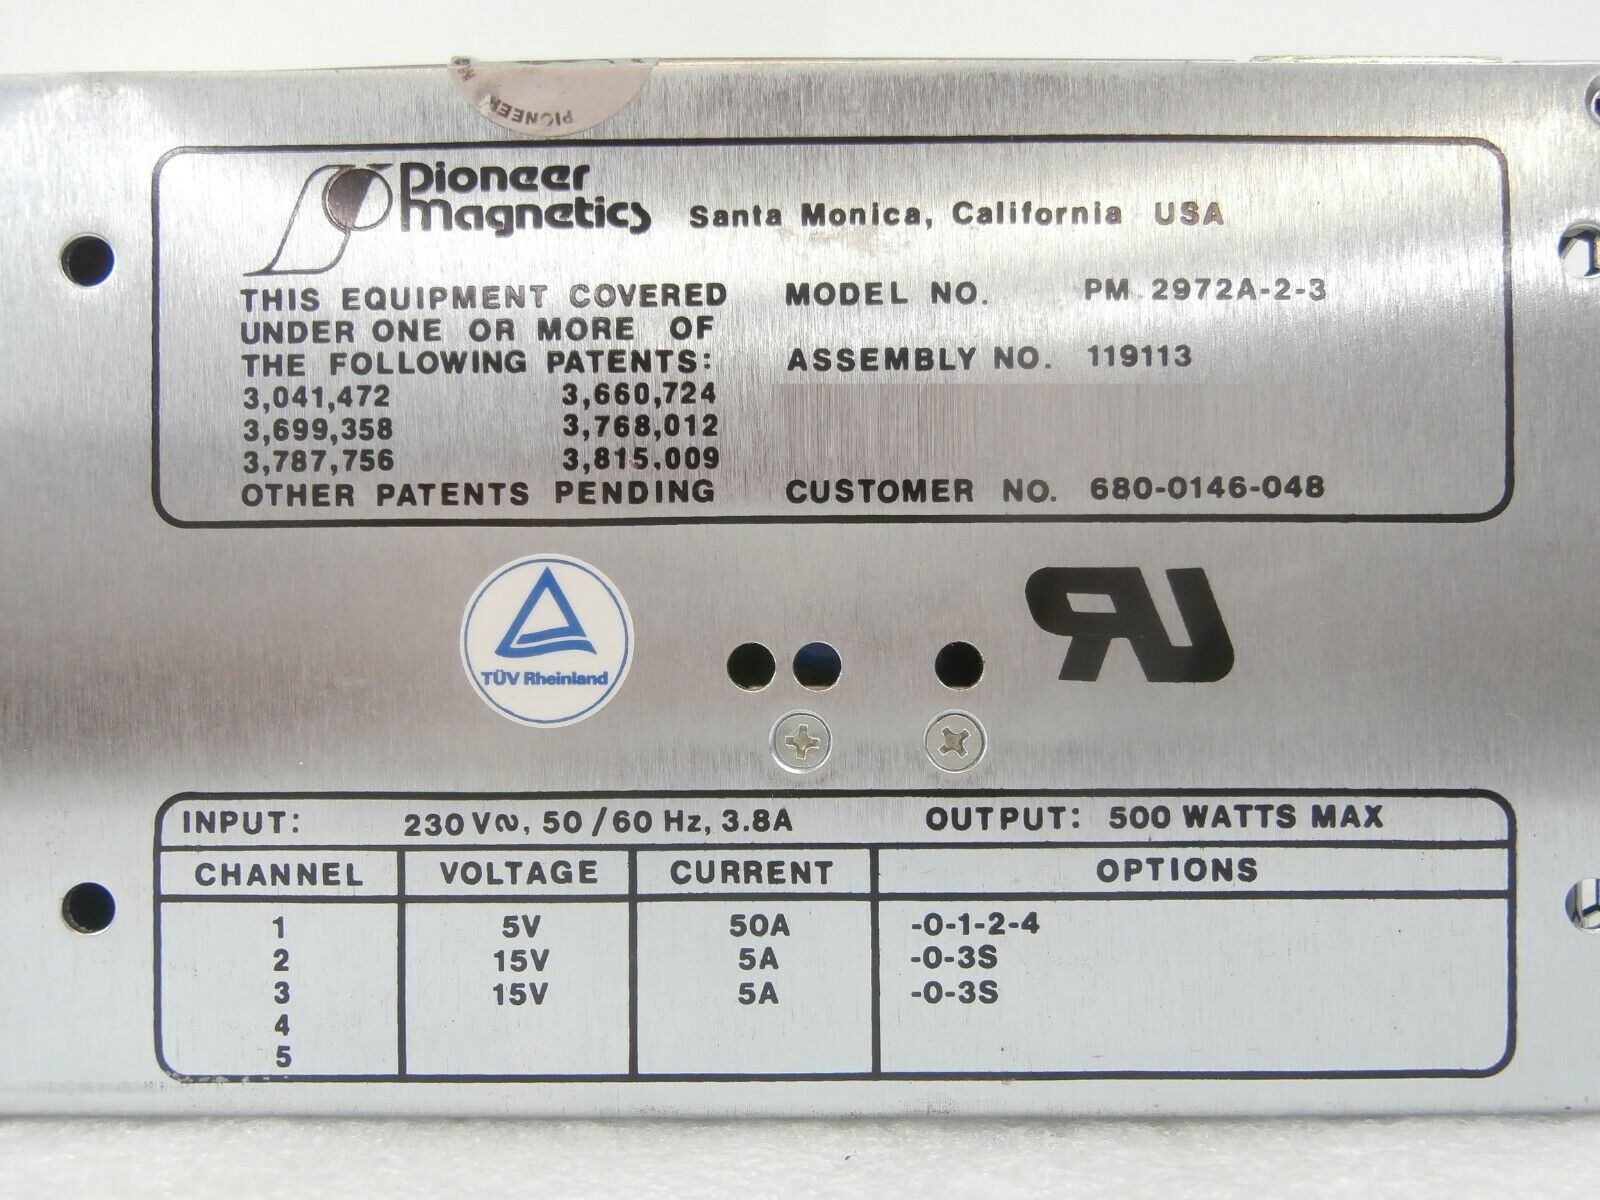 PIONEER
Pioneer
magnetics Santa Monica, California USA
THIS EQUIPMENT COVERED
UNDER ONE OR MORE OF
THE FOLLOWING PATENTS:
3,041,472 3,660,724
3,699,358 3,768,012
3,787,756 3,815.009
OTHER PATENTS PENDING
MODEL NO. PM 2972A-2-3
ASSEMBLY NO. 119113
CUSTOMER NO. 680-0146-048
TÜV Rheinland
INPUT: 230V~, 50/60 Hz, 3.8A OUTPUT: 500 WATTS MAX
CHANNEL VOLTAGE CURRENT OPTIONS
1 5V 50A -0-1-2-4
2 15V 5A -0-3S
3 15V 5A -0-3S
4
5